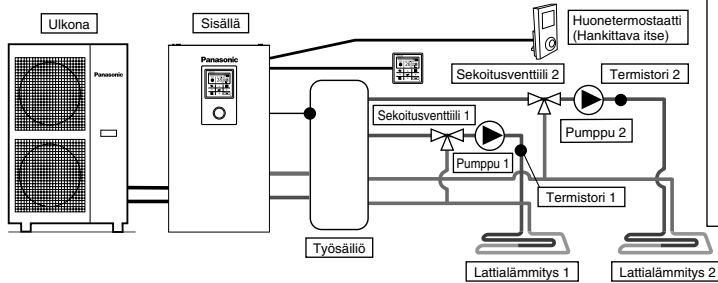 Ulkona
Sisällä
Huonetermostaatti
(Hankittava itse)
Panasonic
Panasonic
Sekoitusventtiili 2
Termistori 2
Sekoitusventtiili 1
Pumppu 2
Pumppu 1
Termistori 1
Työsäiliö
Lattialämmitys 1
Lattialämmitys 2